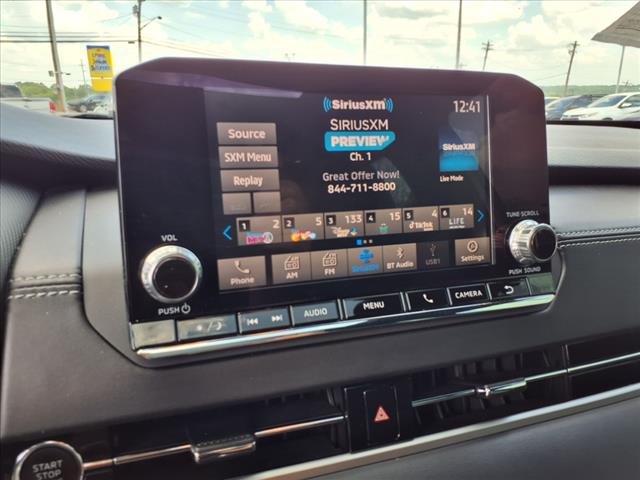 SiriusXM
12:41
Source
SXM Menu
Replay
SIRIUSXM
PREVIEW
Ch. 1
Great Offer Now!
844-711-8800
SiriusXM
Live Mode
1 2
2 5
3 133
4 15
5 4
TikTok
6 14
LIFE
Phone
AM
FM
SiriusXM
BT Audio
USB1
Settings
VOL
PUSH
TUNE·SCROLL
PUSH SOUND
AUDIO
MENU
CAMERA
START
STOP